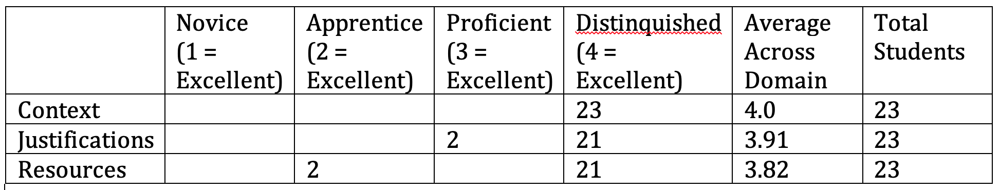 Novice Apprentice Proficient Distinquished Average Total
(1 = (2 = (3 = (4 = Across Students
Excellent) Excellent) Excellent) Excellent) Domain
Context 23 4.0 23
Justifications 2 21 3.91 23
Resources 2 21 3.82 23